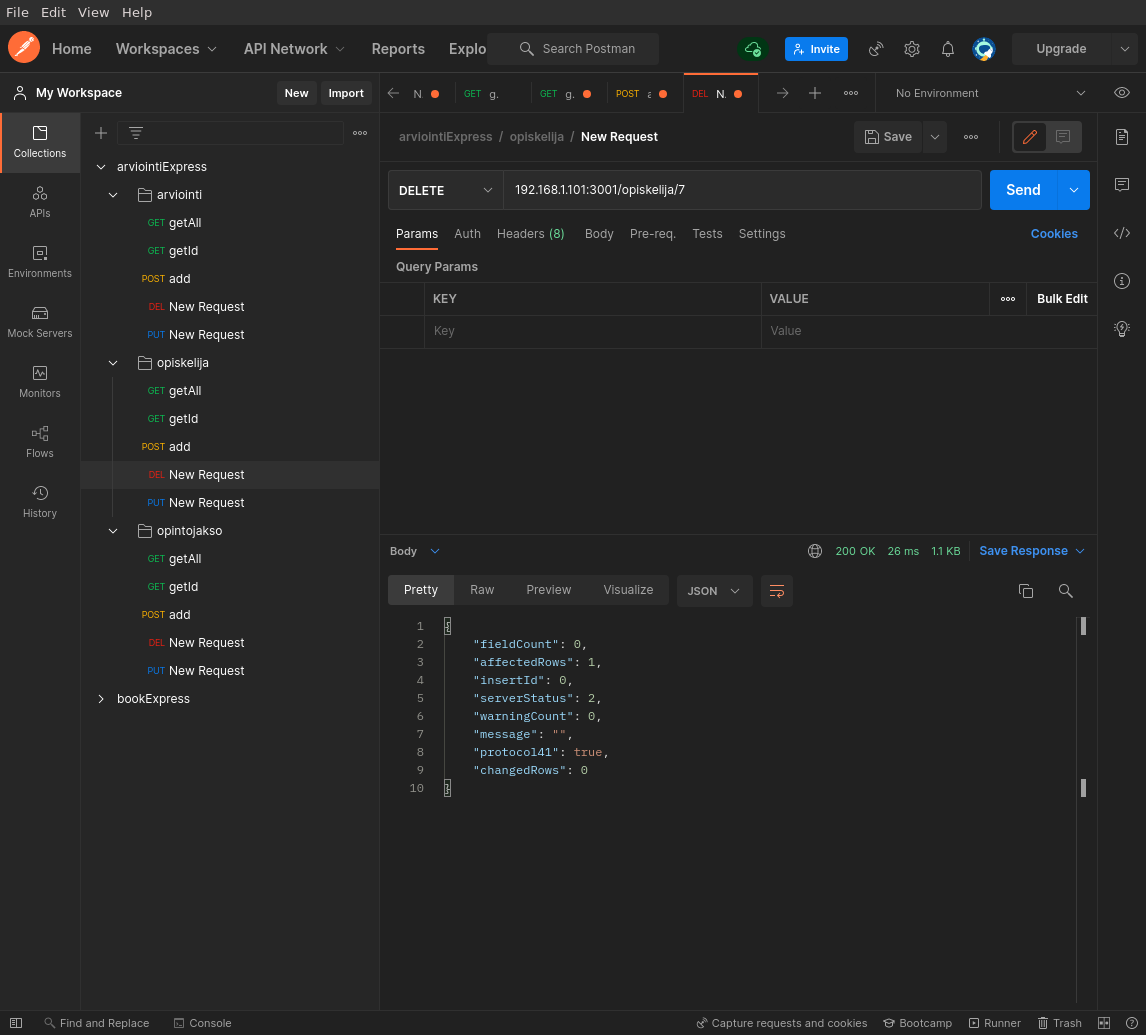 File Edit View Help
Home Workspaces API Network Reports Explo Search Postman Invite Upgrade
My Workspace New Import
N. GET g. GET g. POST a DEL N. No Environment
arviointiExpress / opiskelija / New Request Save
Collections
APIs
Environments
Mock Servers
Monitors
Flows
History
arviointiExpress
arviointi
GET getAll
GET getId
POST add
DEL New Request
PUT New Request
opiskelija
GET getAll
GET getId
POST add
DEL New Request
PUT New Request
opintojakso
GET getAll
GET getId
POST add
DEL New Request
PUT New Request
bookExpress
DELETE 192.168.1.101:3001/opiskelija/7 Send
Params Auth Headers (8) Body Pre-req. Tests Settings Cookies
Query Params
KEY VALUE Bulk Edit
Key Value
Body 200 OK 26 ms 1.1 KB Save Response
Pretty Raw Preview Visualize JSON
1 {
2 "fieldCount": 0,
3 "affectedRows": 1,
4 "insertId": 0,
5 "serverStatus": 2,
6 "warningCount": 0,
7 "message": "",
8 "protocol41": true,
9 "changedRows": 0
10 }
Find and Replace Console Capture requests and cookies Bootcamp Runner Trash